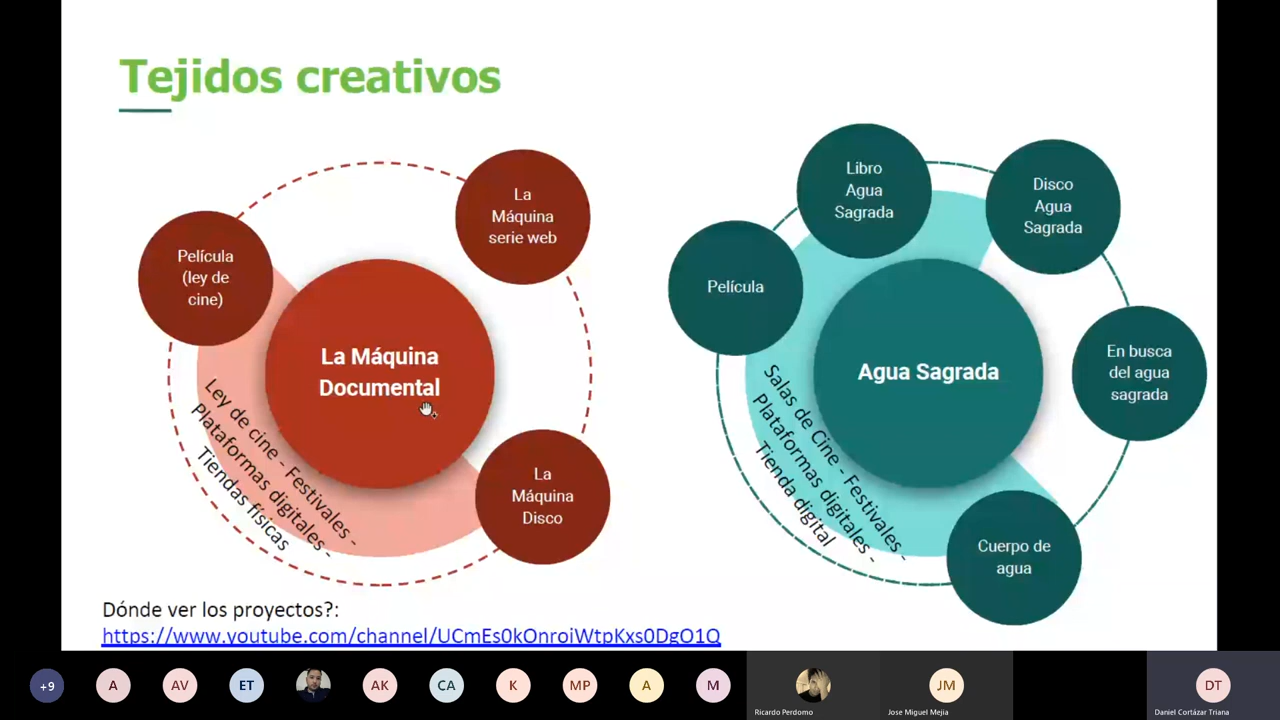 Tejidos creativos
Película
(ley de
cine)
La
Máquina
serie web
La Máquina
Documental
La
Máquina
Disco
Ley de cine - Festivales -
Plataformas digitales -
Tiendas físicas
Película
Libro
Agua
Sagrada
Disco
Agua
Sagrada
En busca
del agua
sagrada
Agua Sagrada
Cuerpo de
agua
Salas de Cine - Festivales -
Plataformas digitales -
Tienda digital
Dónde ver los proyectos?:
https://www.youtube.com/channel/UCmEs0kOnroiWtpKxs0DgO1Q
+9
A
AV
ET
AK
CA
K
MP
A
M
Ricardo Perdomo
JM
Jose Miguel Mejia
DT
Daniel Cortázar Triana